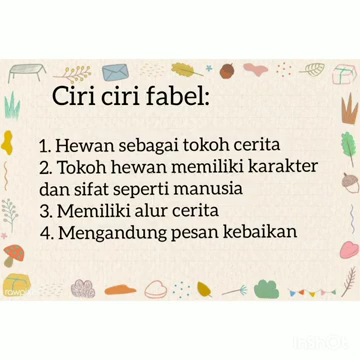 Ciri ciri fabel:
1. Hewan sebagai tokoh cerita
2. Tokoh hewan memiliki karakter
dan sifat seperti manusia
3. Memiliki alur cerita
4. Mengandung pesan kebaikan